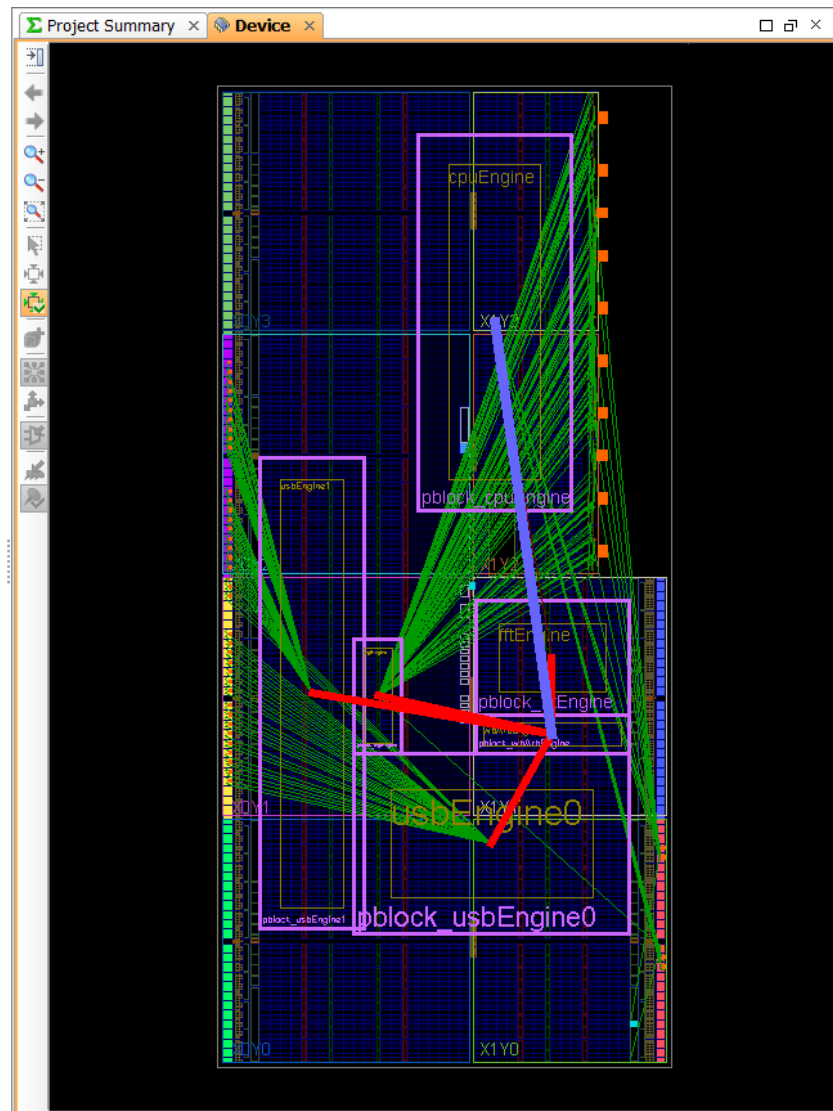 Σ Project Summary × Device ×
cpuEngine
X0Y3 X1Y3
pblock_cpuEngine
usbEngine1
X1Y2
fftEngine
pblock_fftEngine
X0Y1 X1Y1
usbEngine0
pblock_usbEngine1
pblock_usbEngine0
X0Y0 X1Y0